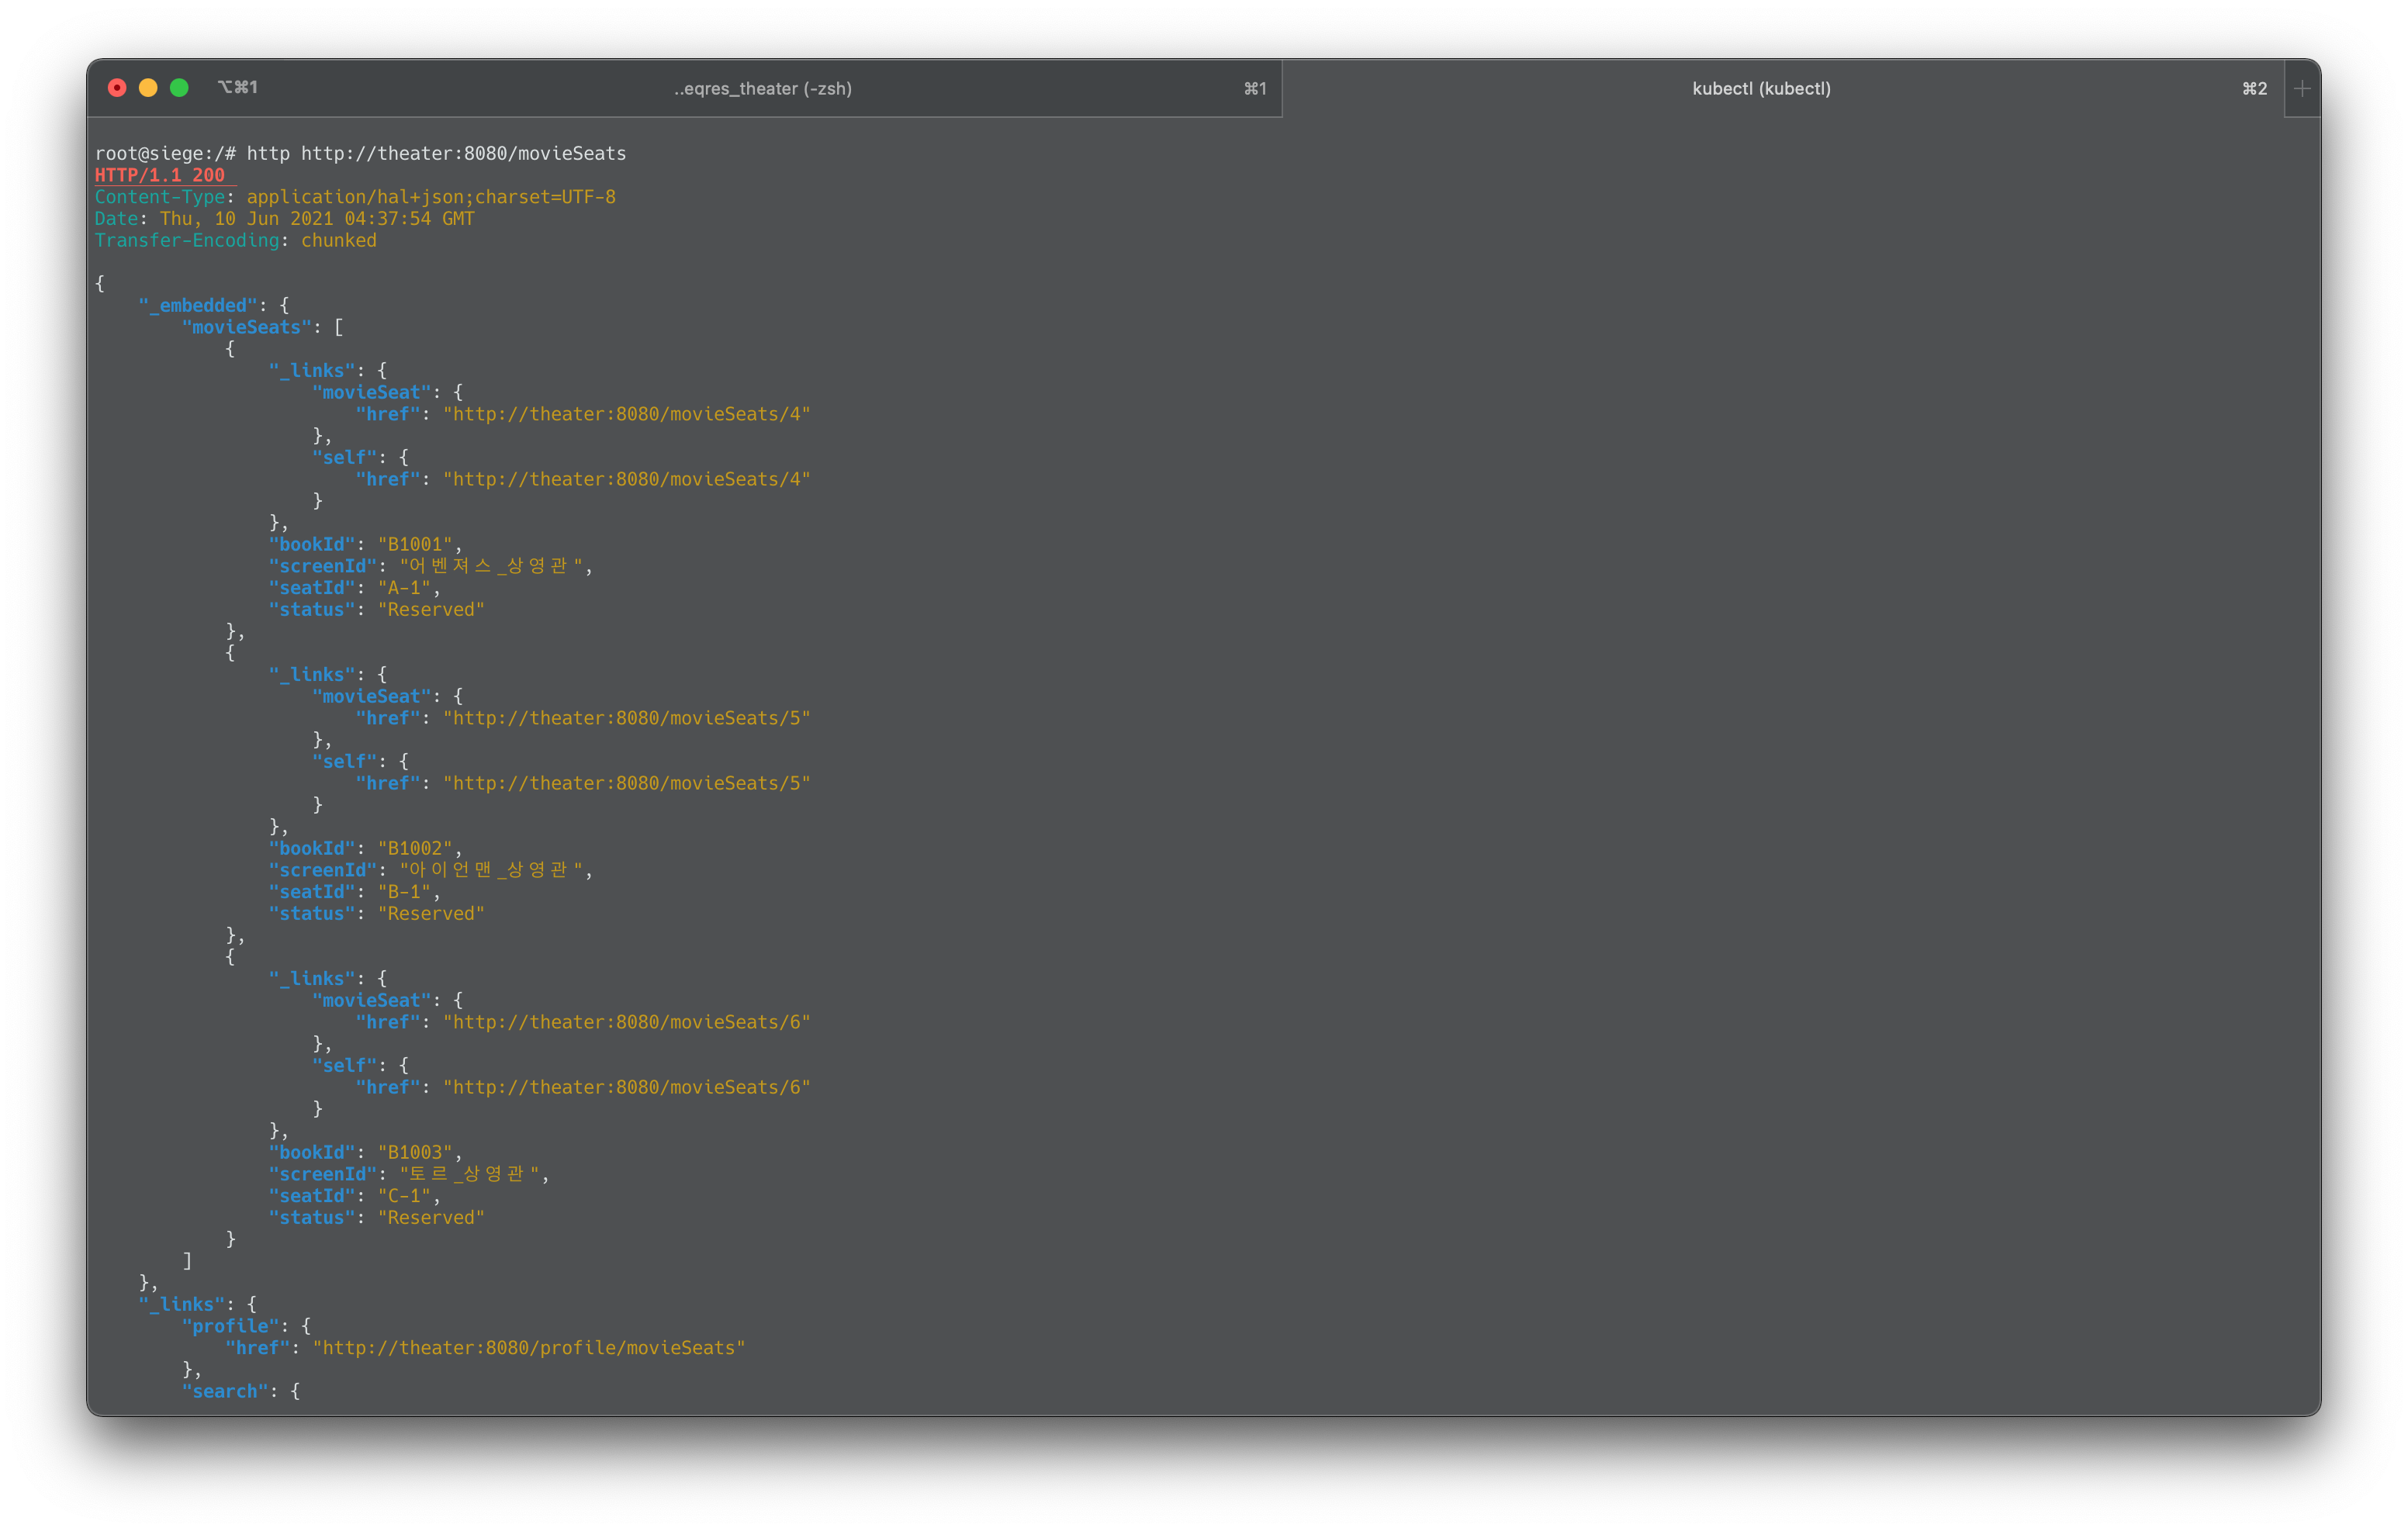 ⌥⌘1 ..eqres_theater (-zsh) ⌘1 kubectl (kubectl) ⌘2 +
root@siege:/# http http://theater:8080/movieSeats
HTTP/1.1 200
Content-Type: application/hal+json;charset=UTF-8
Date: Thu, 10 Jun 2021 04:37:54 GMT
Transfer-Encoding: chunked
{
    "_embedded": {
        "movieSeats": [
            {
                "_links": {
                    "movieSeat": {
                        "href": "http://theater:8080/movieSeats/4"
                    },
                    "self": {
                        "href": "http://theater:8080/movieSeats/4"
                    }
                },
                "bookId": "B1001",
                "screenId": "어벤져스_상영관",
                "seatId": "A-1",
                "status": "Reserved"
            },
            {
                "_links": {
                    "movieSeat": {
                        "href": "http://theater:8080/movieSeats/5"
                    },
                    "self": {
                        "href": "http://theater:8080/movieSeats/5"
                    }
                },
                "bookId": "B1002",
                "screenId": "아이언맨_상영관",
                "seatId": "B-1",
                "status": "Reserved"
            },
            {
                "_links": {
                    "movieSeat": {
                        "href": "http://theater:8080/movieSeats/6"
                    },
                    "self": {
                        "href": "http://theater:8080/movieSeats/6"
                    }
                },
                "bookId": "B1003",
                "screenId": "토르_상영관",
                "seatId": "C-1",
                "status": "Reserved"
            }
        ]
    },
    "_links": {
        "profile": {
            "href": "http://theater:8080/profile/movieSeats"
        },
        "search": {